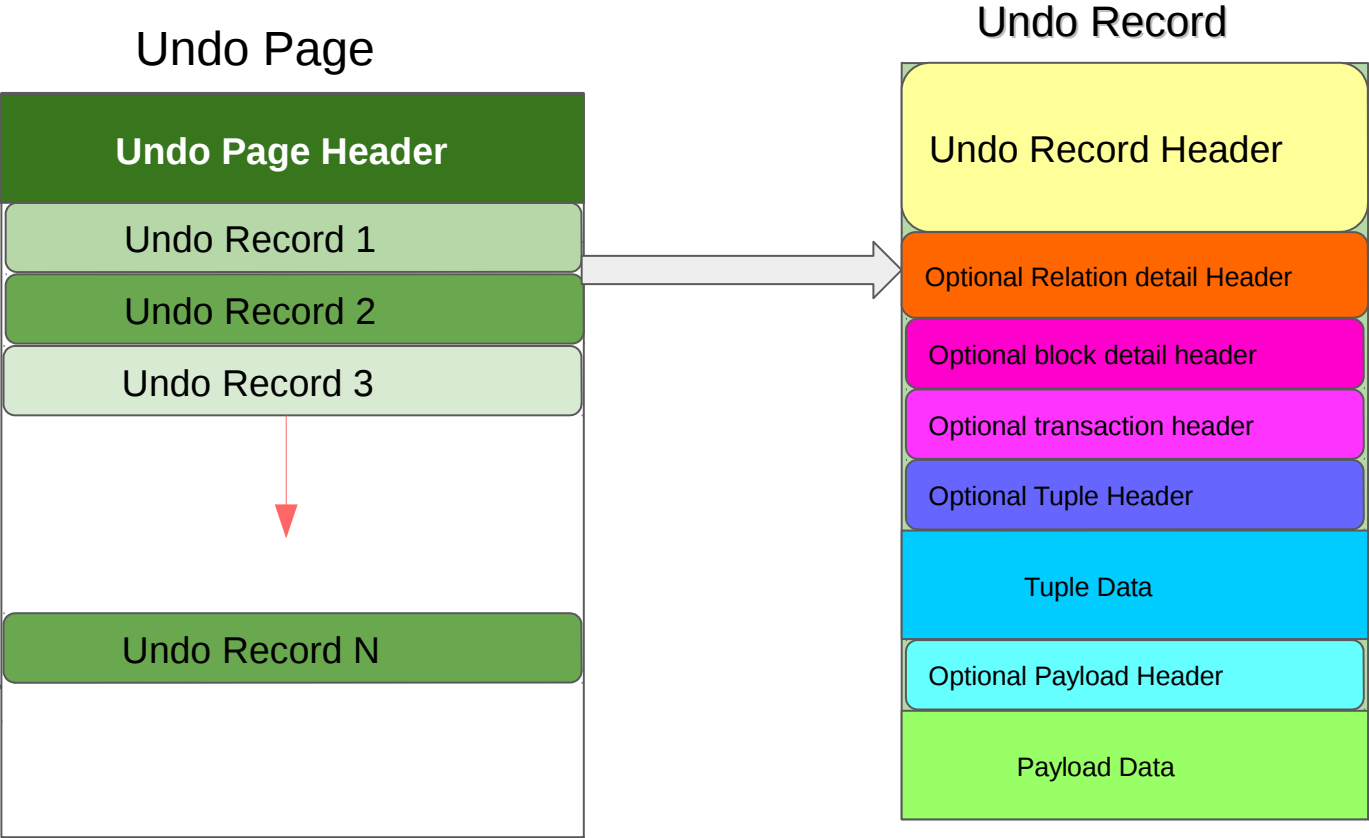 Undo Page
Undo Page Header
Undo Record 1
Undo Record 2
Undo Record 3
Undo Record N
Undo Record
Undo Record Header
Optional Relation detail Header
Optional block detail header
Optional transaction header
Optional Tuple Header
Tuple Data
Optional Payload Header
Payload Data